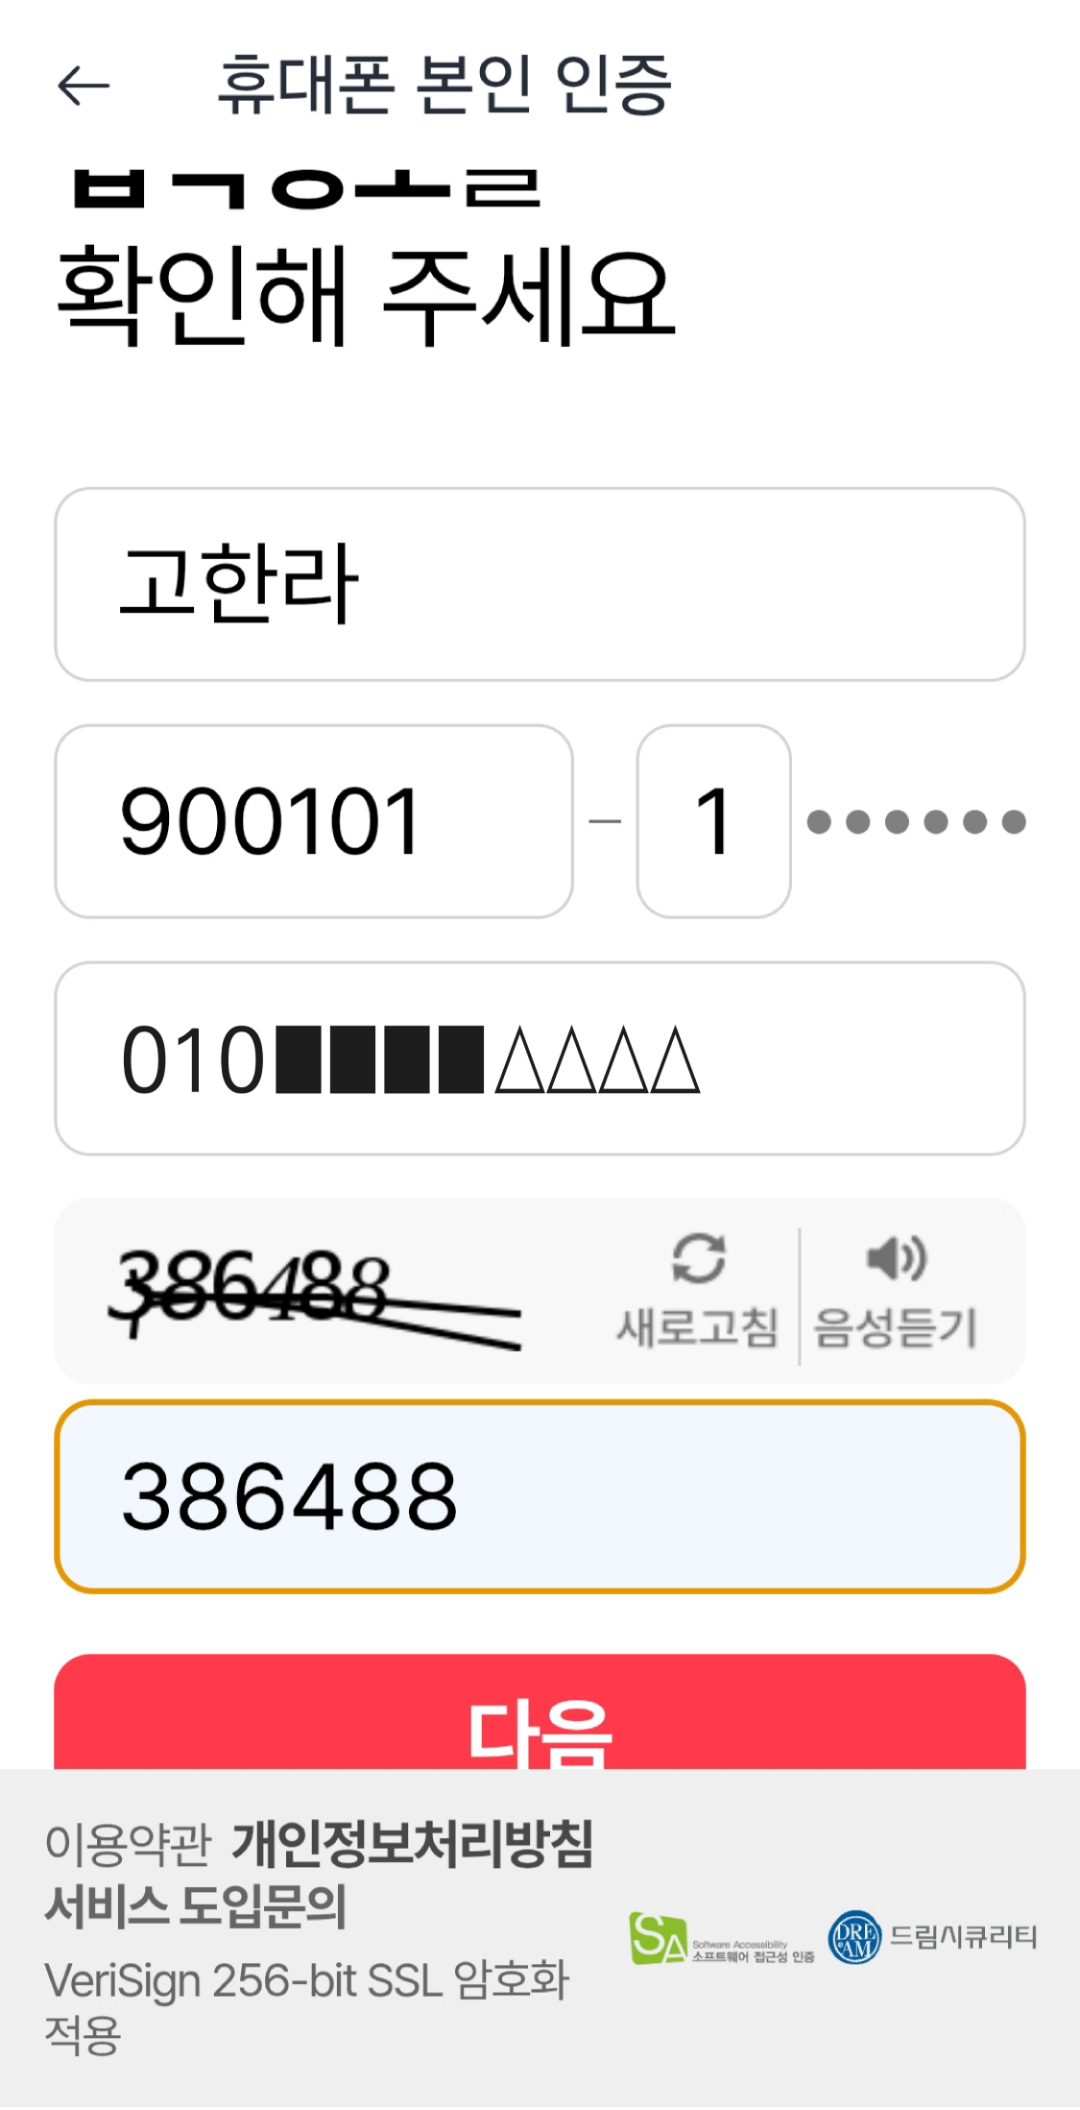 휴대폰 본인 인증
확인해 주세요
고한라
900101 - 1 ●●●●●●
010■■■■△△△△
386488
새로고침
음성듣기
386488
다음
이용약관 개인정보처리방침
서비스 도입문의
VeriSign 256-bit SSL 암호화
적용
SA Software Accessibility
소프트웨어 접근성 인증
DREAM 드림시큐리티